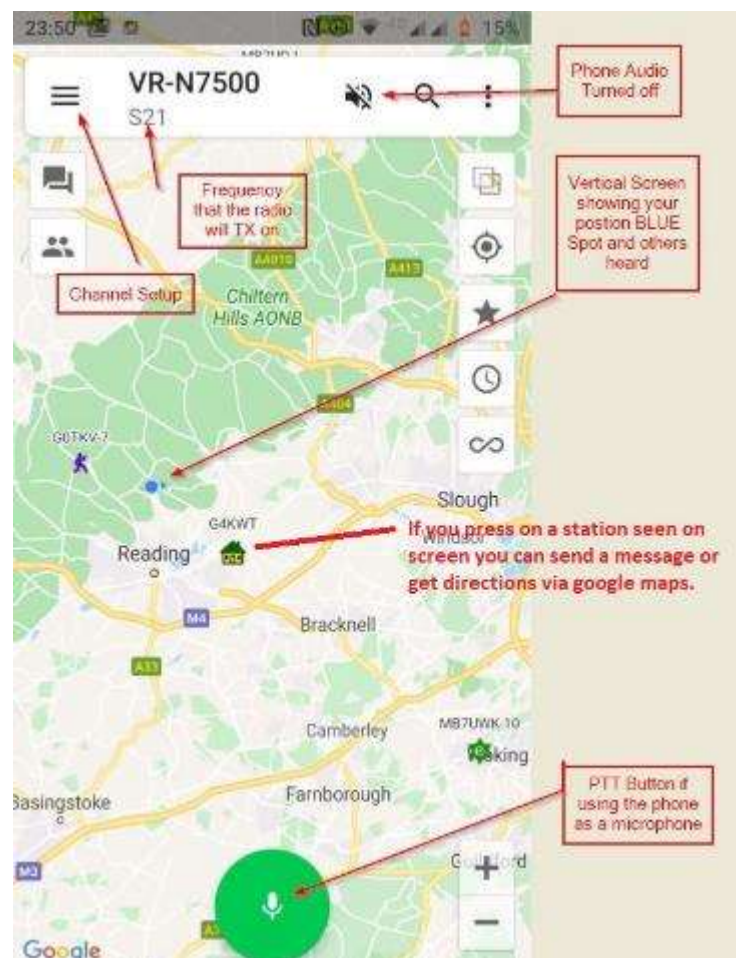 23:50
15%
VR-N7500
S21
Phone Audio
Turned off
Freguency
that the radio
will TX on
Vertical Screen
showing your
postion BLUE
Spot and others
heard
Channel Setup
A4010
A413
Chiltern
Hills AONB
A404
G0TKV-7
Slough
G4KWT
Windsor
If you press on a station seen on
screen you can send a message or
get directions via google maps.
Reading
M4
Bracknell
A33
Camberley
MB7UWK-10
Farnborough
PTT Button if
using the phone
as a microphone
M3
+
−
Google